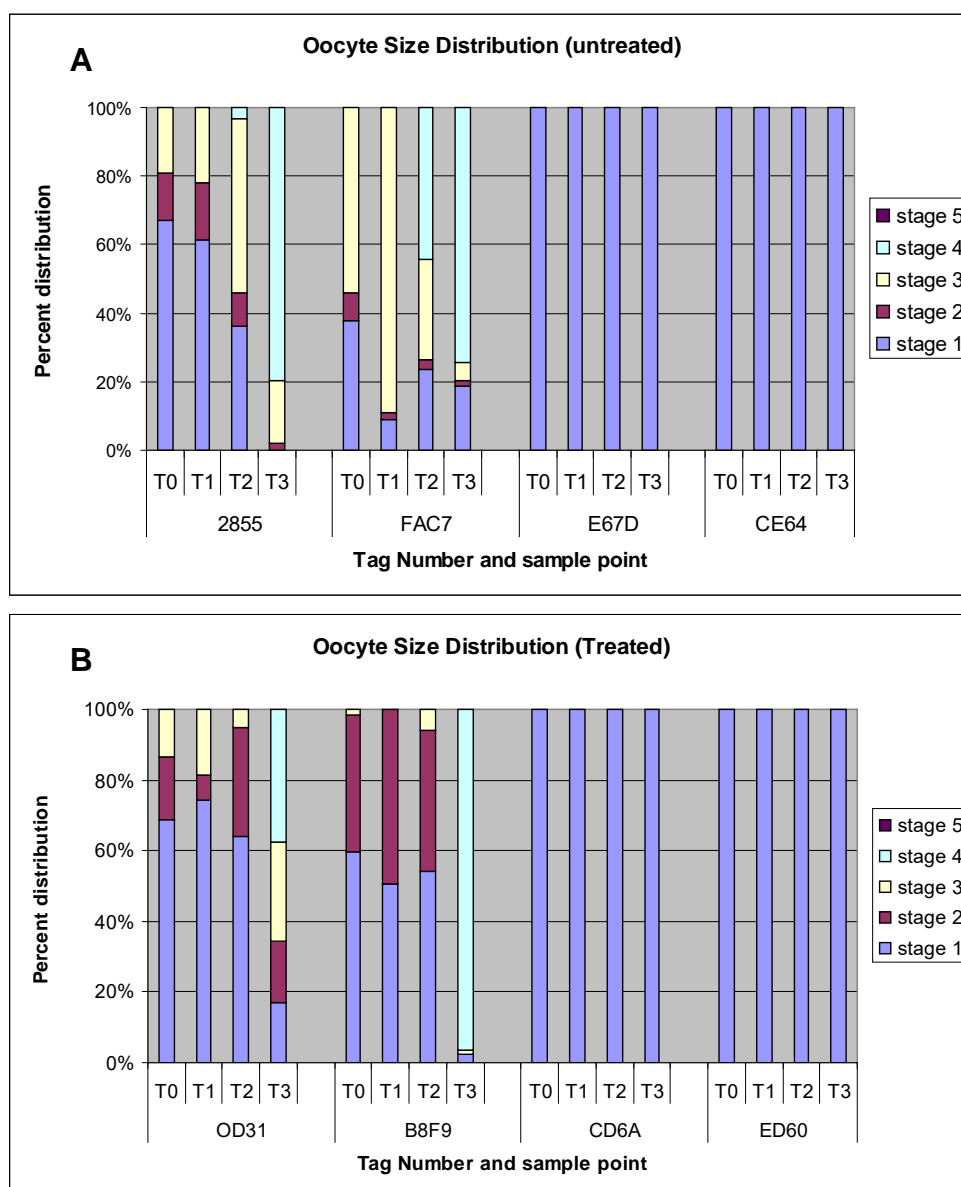 A
Oocyte Size Distribution (untreated)
100%
80%
60%
40%
20%
0%
Percent distribution
T0 T1 T2 T3 T0 T1 T2 T3 T0 T1 T2 T3 T0 T1 T2 T3
2855 FAC7 E67D CE64
Tag Number and sample point
stage 5
stage 4
stage 3
stage 2
stage 1
B
Oocyte Size Distribution (Treated)
100%
80%
60%
40%
20%
0%
Percent distribution
T0 T1 T2 T3 T0 T1 T2 T3 T0 T1 T2 T3 T0 T1 T2 T3
OD31 B8F9 CD6A ED60
Tag Number and sample point
stage 5
stage 4
stage 3
stage 2
stage 1